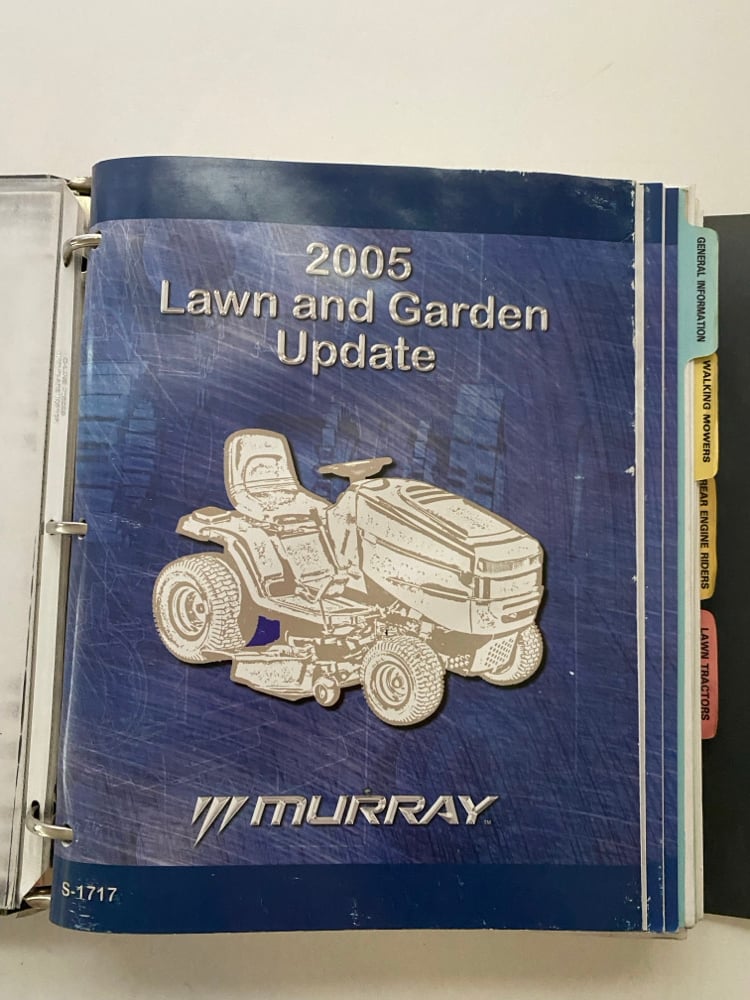 2005
Lawn and Garden
Update
MURRAY
S-1717
GENERAL INFORMATION
WALKING MOWERS
REAR ENGINE RIDERS
LAWN TRACTORS